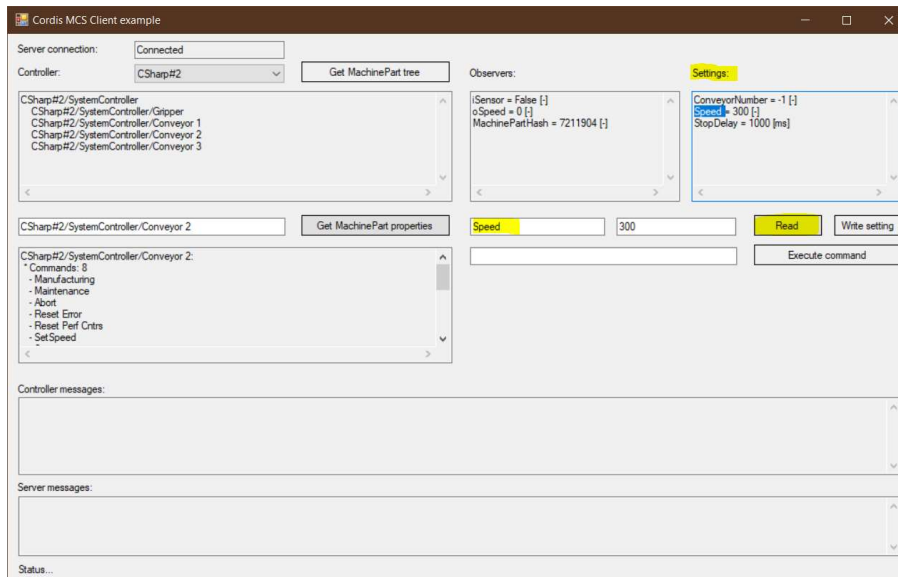 Cordis MCS Client example
Server connection:
Connected
Controller:
CSharp#2
Get MachinePart tree
Observers:
Settings:
CSharp#2/SystemController
CSharp#2/SystemController/Gripper
CSharp#2/SystemController/Conveyor 1
CSharp#2/SystemController/Conveyor 2
CSharp#2/SystemController/Conveyor 3
iSensor = False [-]
oSpeed = 0 [-]
MachinePartHash = 7211904 [-]
ConveyorNumber = -1 [-]
Speed = 300 [-]
StopDelay = 1000 [ms]
CSharp#2/SystemController/Conveyor 2
Get MachinePart properties
Speed
300
Read
Write setting
Execute command
CSharp#2/SystemController/Conveyor 2:
* Commands: 8
- Manufacturing
- Maintenance
- Abort
- Reset Error
- Reset Perf Cntrs
- SetSpeed
Controller messages:
Server messages:
Status...